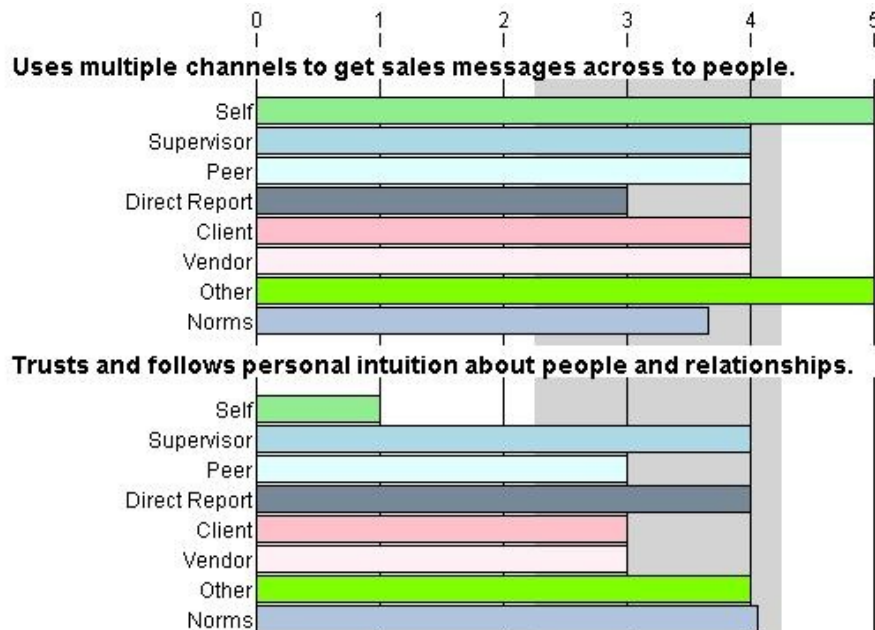 0 1 2 3 4 5
Uses multiple channels to get sales messages across to people.
Self
Supervisor
Peer
Direct Report
Client
Vendor
Other
Norms
Trusts and follows personal intuition about people and relationships.
Self
Supervisor
Peer
Direct Report
Client
Vendor
Other
Norms